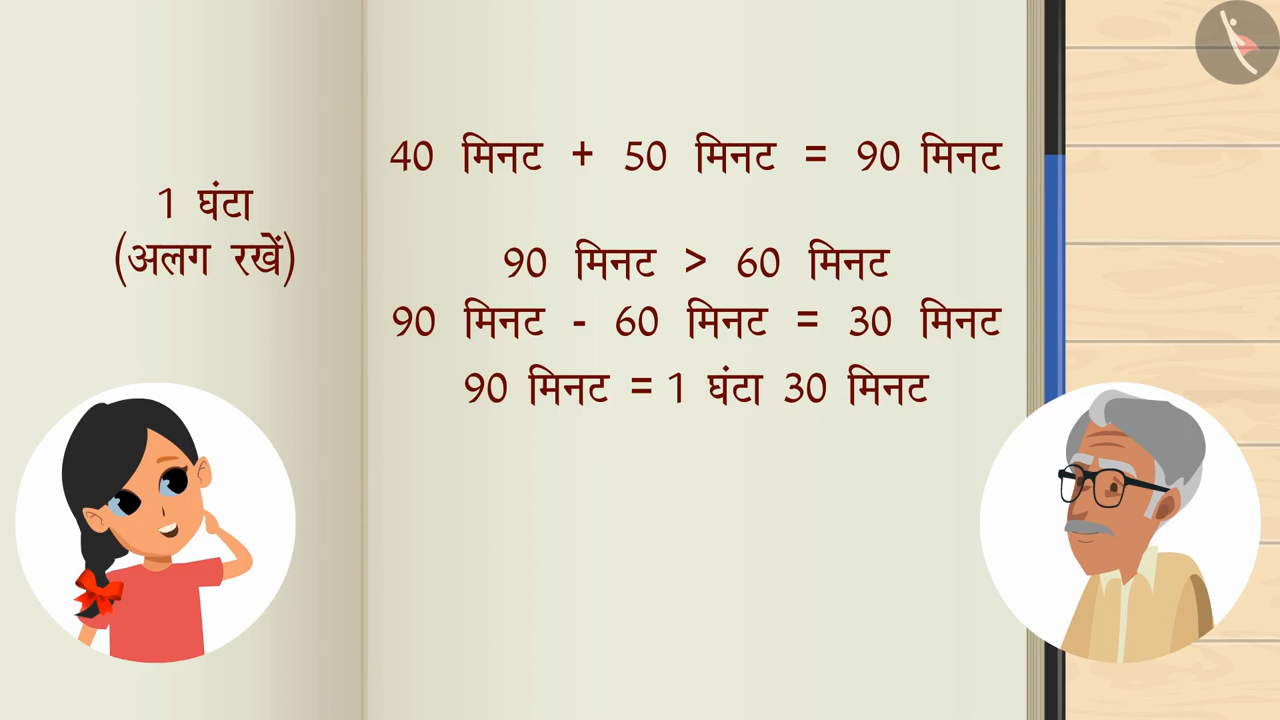 1 घंटा
(अलग रखें)
40 मिनट + 50 मिनट = 90 मिनट
90 मिनट > 60 मिनट
90 मिनट - 60 मिनट = 30 मिनट
90 मिनट = 1 घंटा 30 मिनट